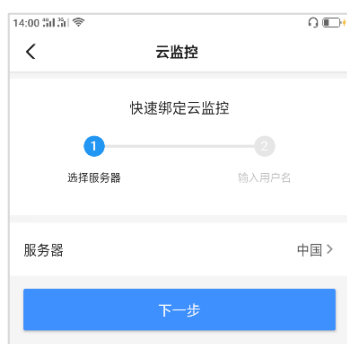 14:00
云监控
快速绑定云监控
1 2
选择服务器 输入用户名
服务器 中国
下一步